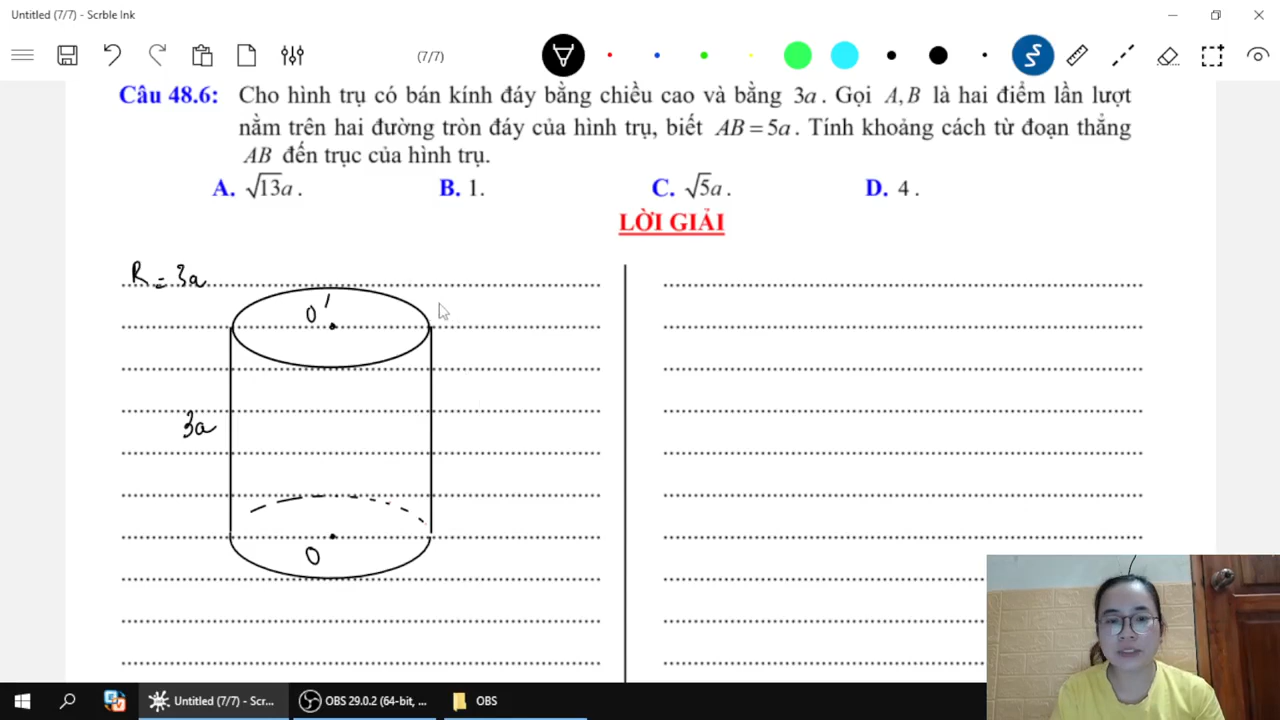 Untitled (7/7) - Scrble Ink
(7/7)
Câu 48.6: Cho hình trụ có bán kính đáy bằng chiều cao và bằng 3a. Gọi A, B là hai điểm lần lượt
nằm trên hai đường tròn đáy của hình trụ, biết AB = 5a. Tính khoảng cách từ đoạn thẳng
AB đến trục của hình trụ.
A. √13a. B. 1. C. √5a. D. 4.
LỜI GIẢI
R = 3a
O'
3a
O
Untitled (7/7) - Scr... OBS 29.0.2 (64-bit, ... OBS